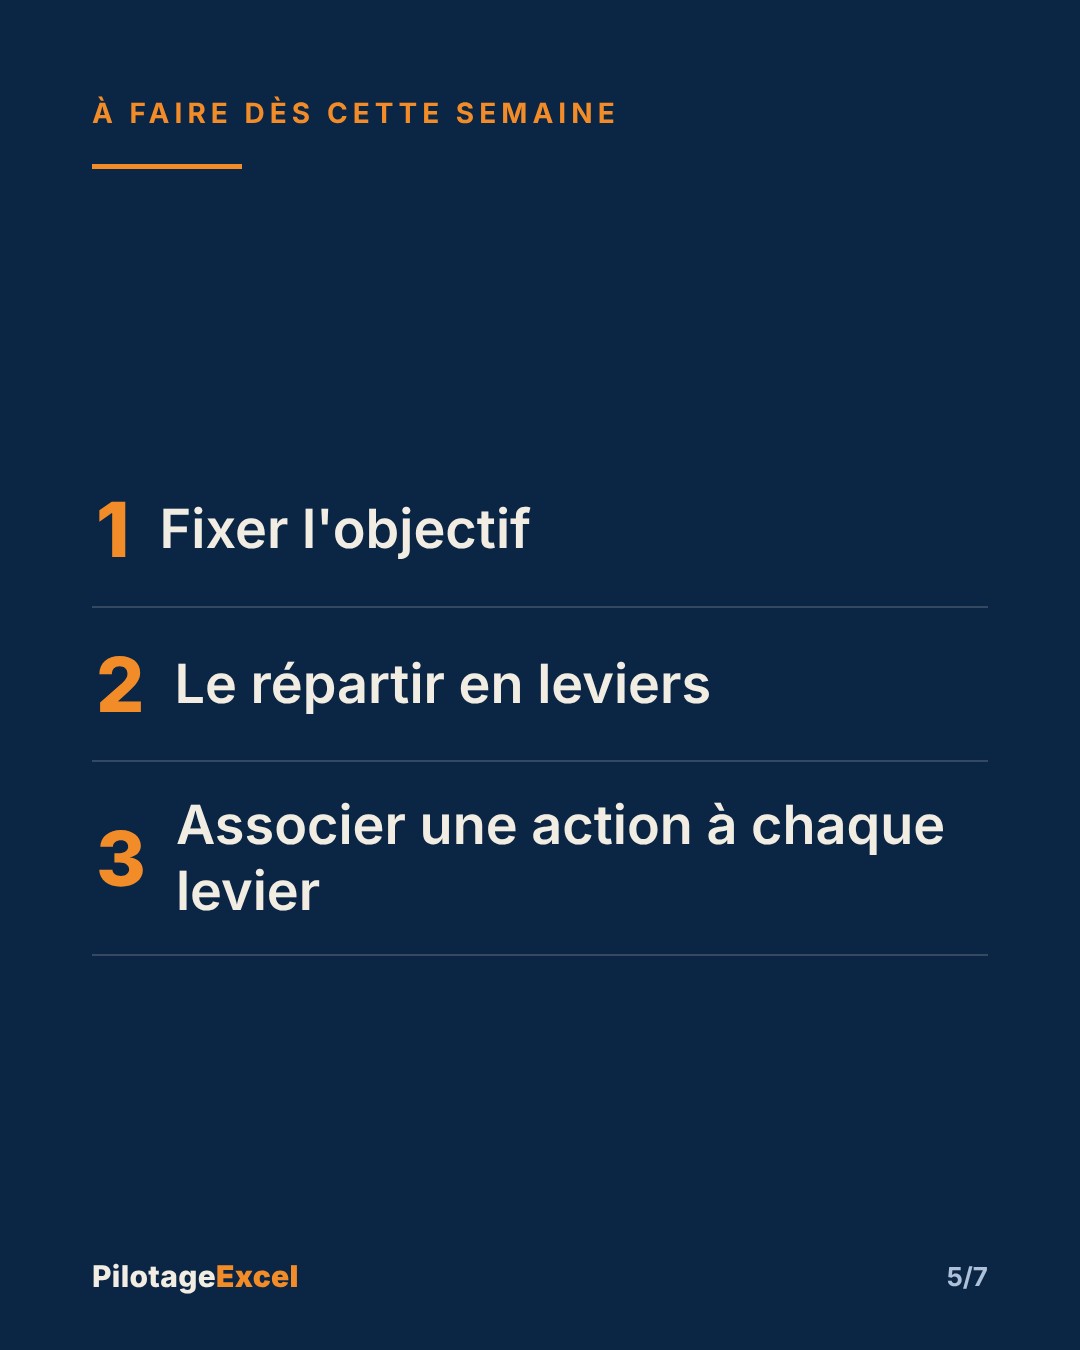 À FAIRE DÈS CETTE SEMAINE
1 Fixer l'objectif
2 Le répartir en leviers
3 Associer une action à chaque
levier
PilotageExcel
5/7